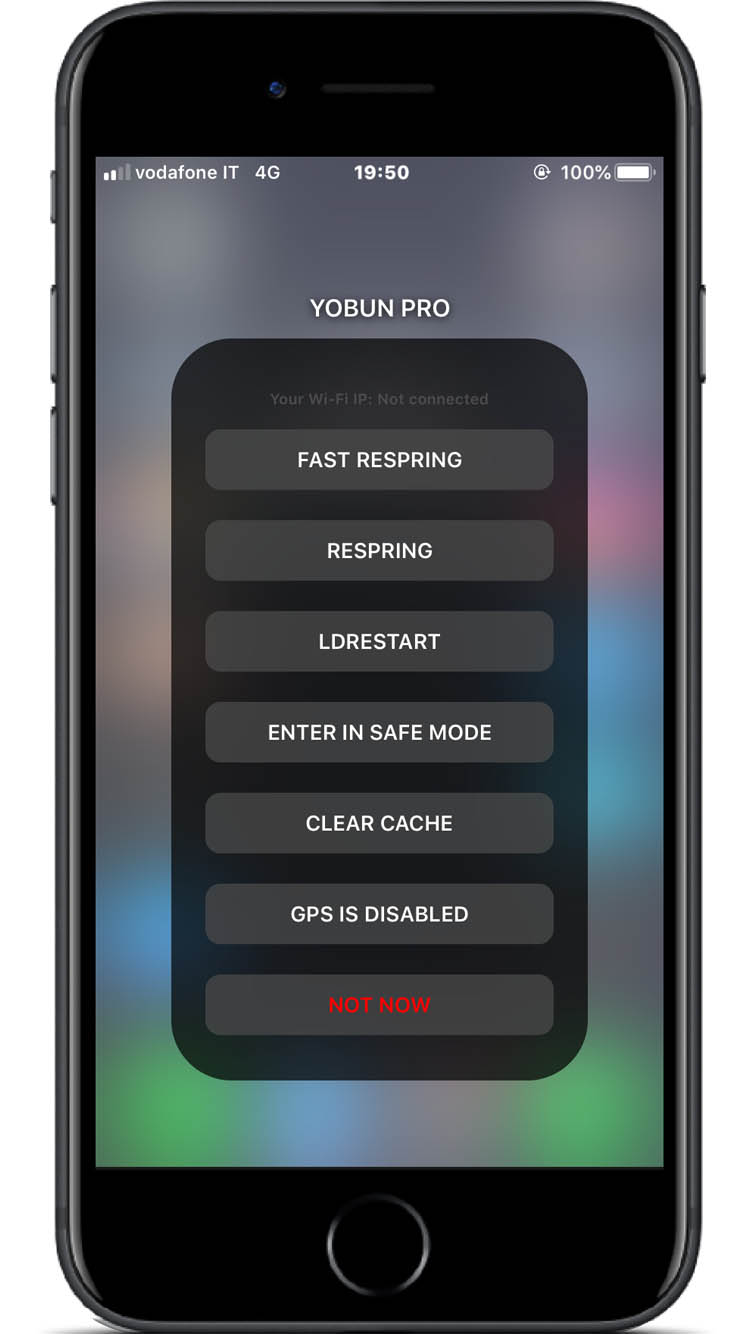 vodafone IT 4G 19:50 100%
YOBUN PRO
Your Wi-Fi IP: Not connected
FAST RESPRING
RESPRING
LDRESTART
ENTER IN SAFE MODE
CLEAR CACHE
GPS IS DISABLED
NOT NOW